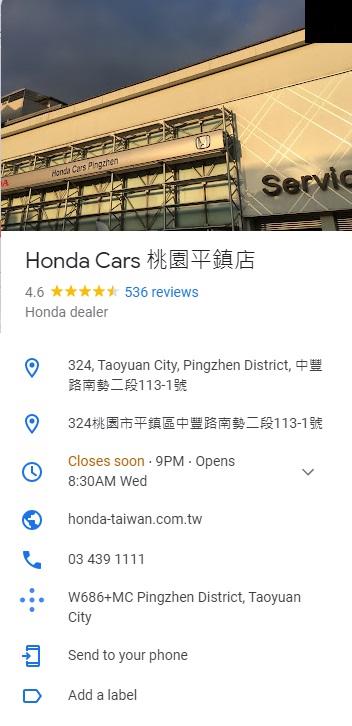 Honda Cars Pingzhen
Servic
Honda Cars 桃園平鎮店
4.6 536 reviews
Honda dealer
324, Taoyuan City, Pingzhen District, 中豐
路南勢二段113-1號
324桃園市平鎮區中豐路南勢二段113-1號
Closes soon · 9PM · Opens
8:30AM Wed
honda-taiwan.com.tw
03 439 1111
W686+MC Pingzhen District, Taoyuan
City
Send to your phone
Add a label